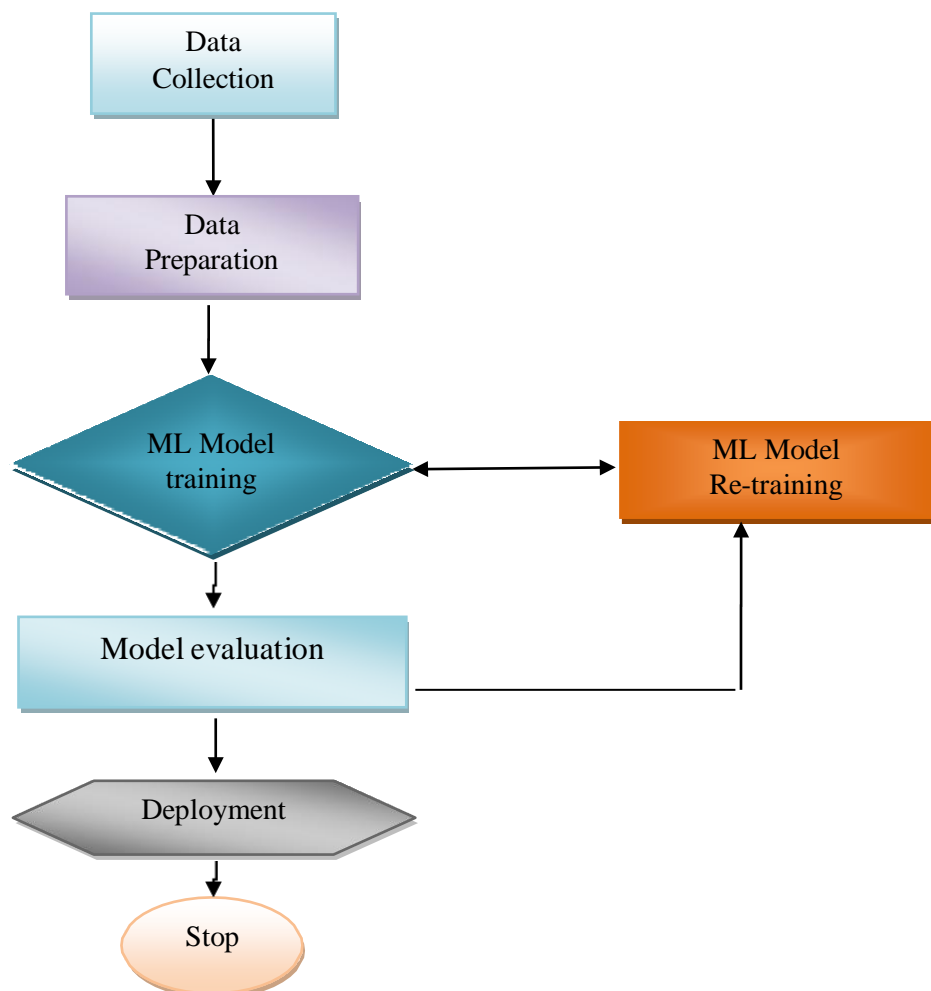 Data
Collection
Data
Preparation
ML Model
training
ML Model
Re-training
Model evaluation
Deployment
Stop